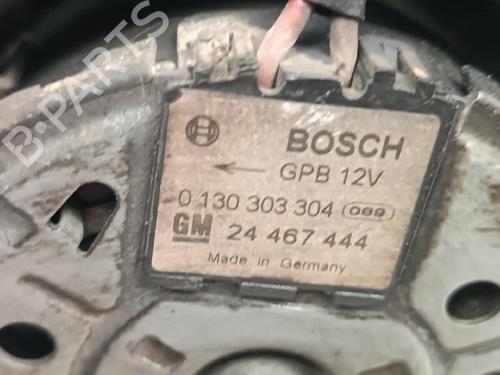 BOSCH
GPB 12V
0 130 303 304 089
GM 24 467 444
Made in Germany
B-PARTS